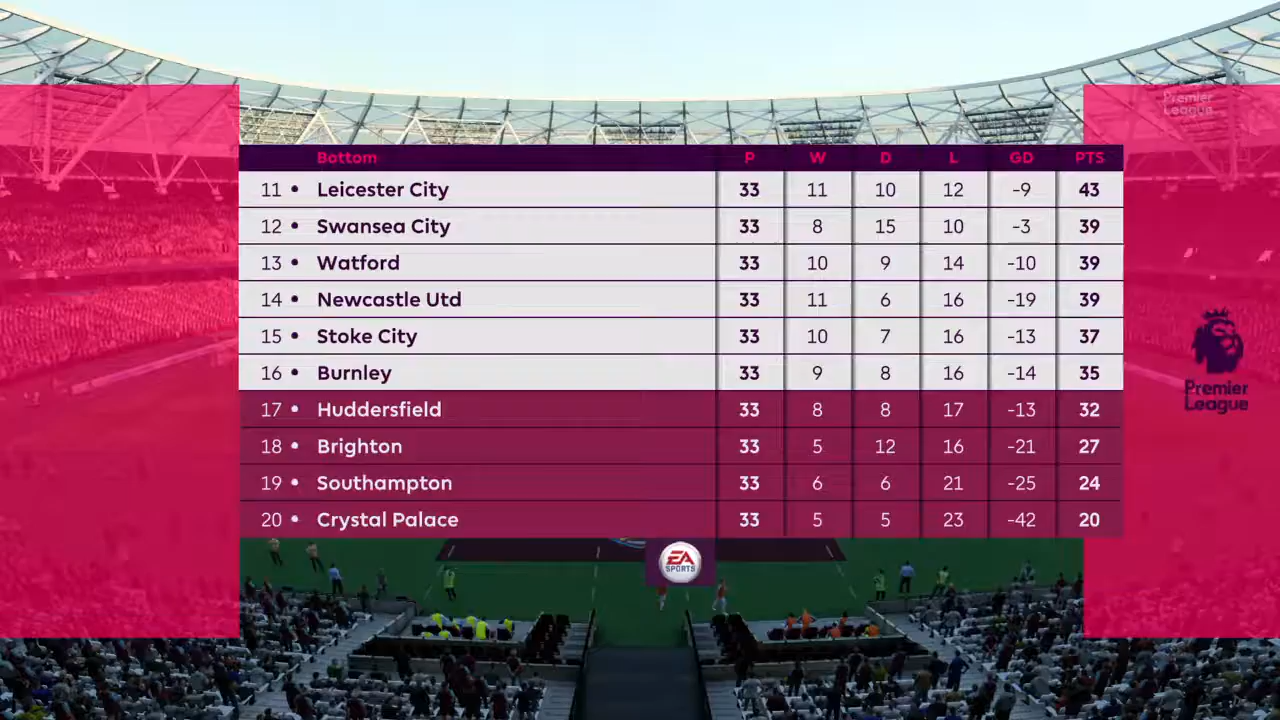 Premier
League
Bottom P W D L GD PTS
11 • Leicester City 33 11 10 12 -9 43
12 • Swansea City 33 8 15 10 -3 39
13 • Watford 33 10 9 14 -10 39
14 • Newcastle Utd 33 11 6 16 -19 39
15 • Stoke City 33 10 7 16 -13 37
16 • Burnley 33 9 8 16 -14 35
17 • Huddersfield 33 8 8 17 -13 32
18 • Brighton 33 5 12 16 -21 27
19 • Southampton 33 6 6 21 -25 24
20 • Crystal Palace 33 5 5 23 -42 20
Premier
League
EA
SPORTS